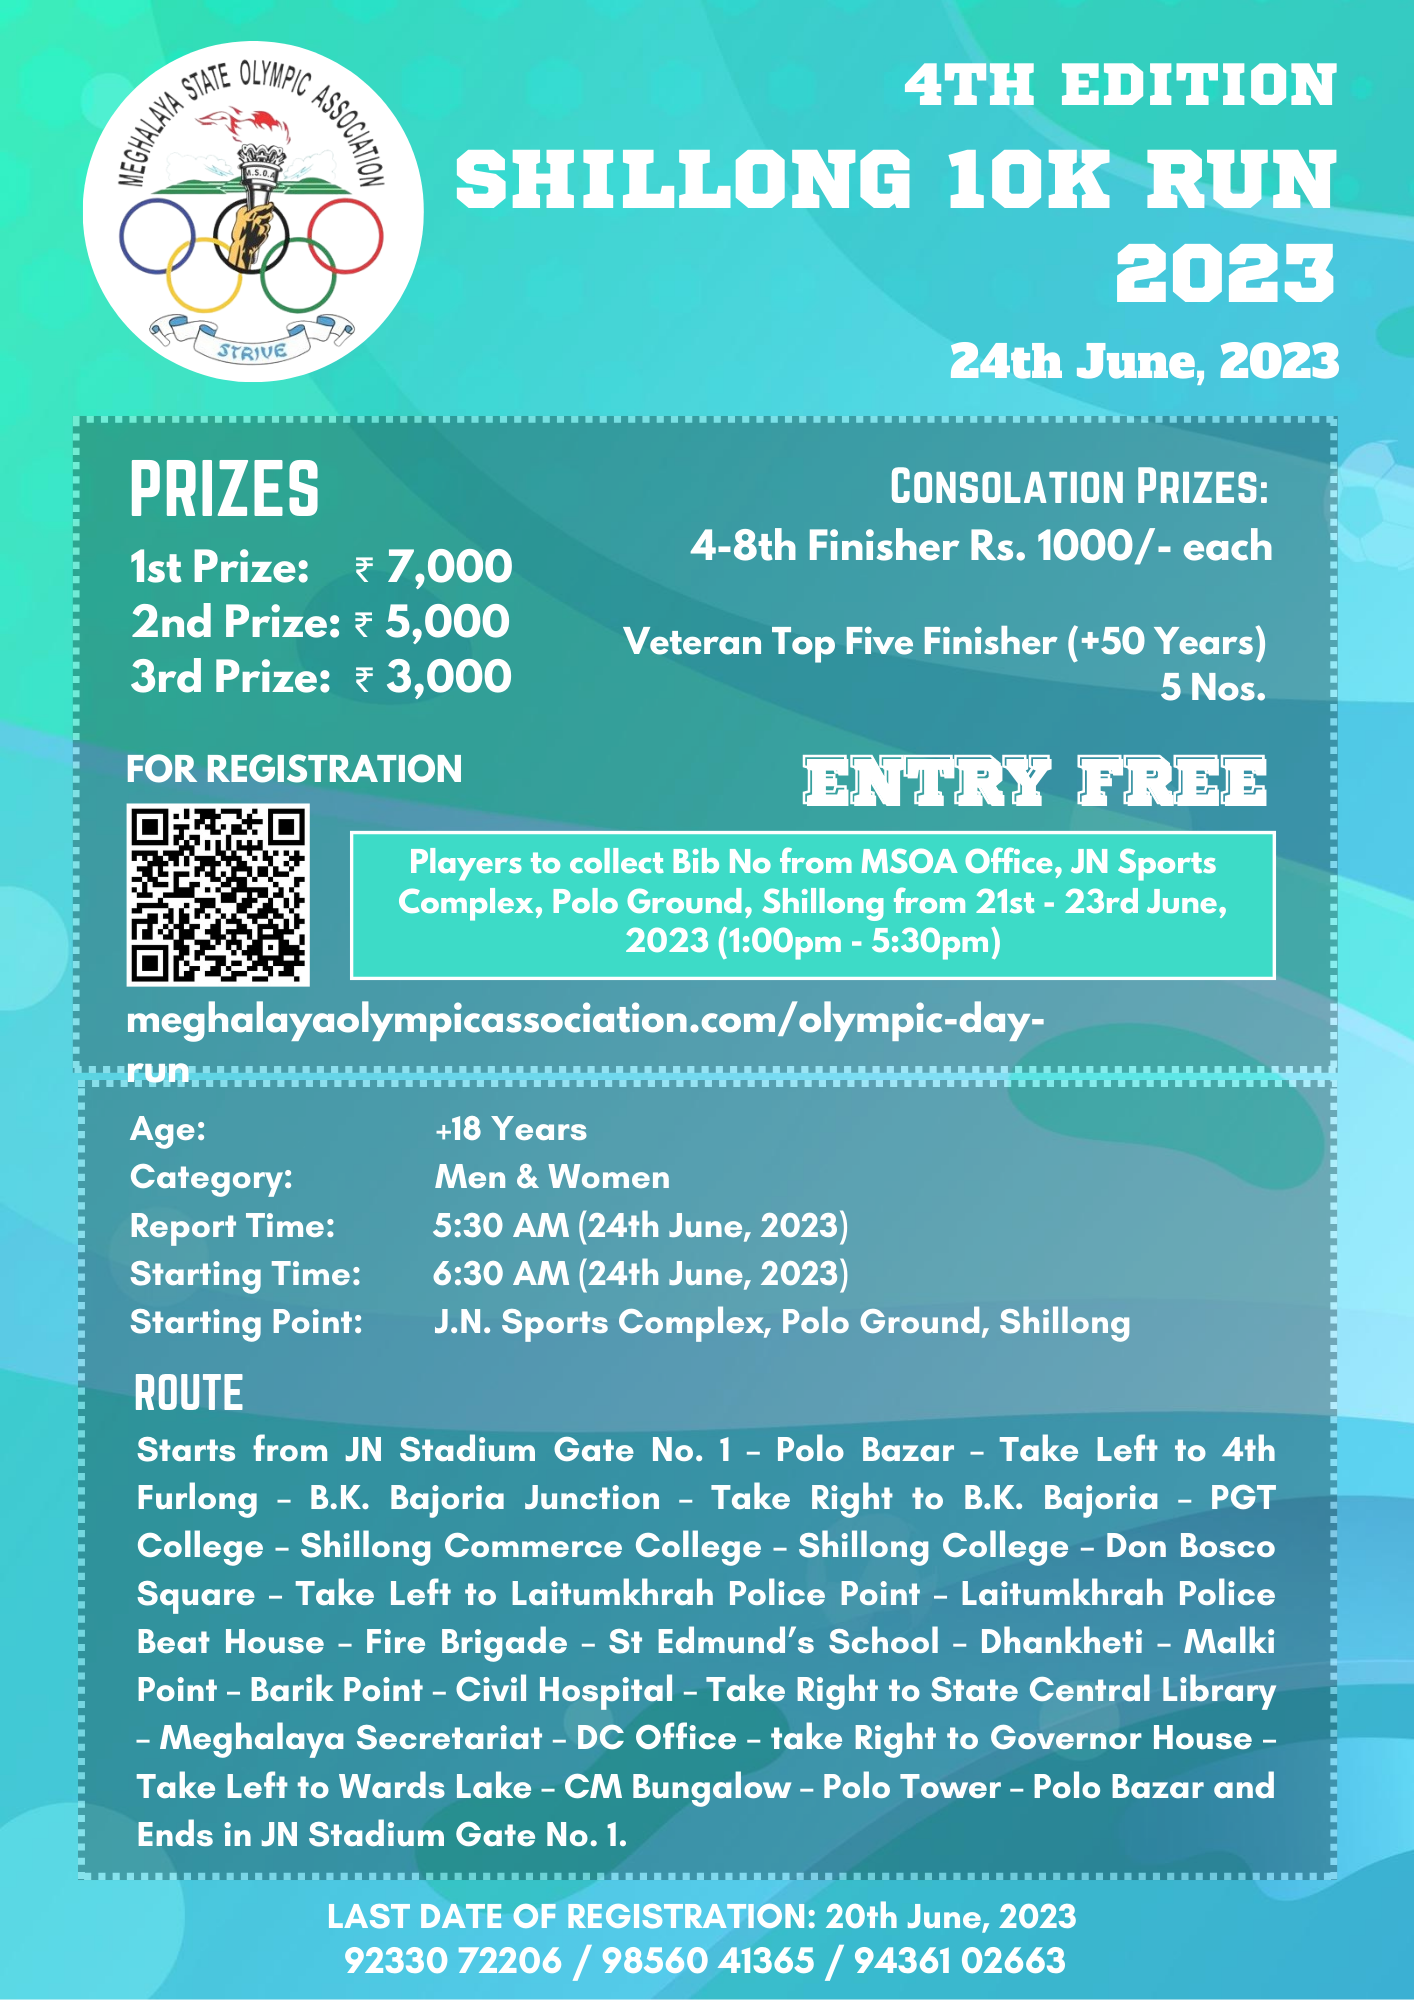 MEGHALAYA STATE OLYMPIC ASSOCIATION
M.S.O.A
STRIVE
4TH EDITION
SHILLONG 10K RUN
2023
24th June, 2023
PRIZES
1st Prize: ₹ 7,000
2nd Prize: ₹ 5,000
3rd Prize: ₹ 3,000
CONSOLATION PRIZES:
4-8th Finisher Rs. 1000/- each
Veteran Top Five Finisher (+50 Years)
5 Nos.
FOR REGISTRATION
ENTRY FREE
Players to collect Bib No from MSOA Office, JN Sports
Complex, Polo Ground, Shillong from 21st - 23rd June,
2023 (1:00pm - 5:30pm)
meghalayaolympicassociation.com/olympic-day-
run
Age: +18 Years
Category: Men & Women
Report Time: 5:30 AM (24th June, 2023)
Starting Time: 6:30 AM (24th June, 2023)
Starting Point: J.N. Sports Complex, Polo Ground, Shillong
ROUTE
Starts from JN Stadium Gate No. 1 – Polo Bazar – Take Left to 4th
Furlong – B.K. Bajoria Junction – Take Right to B.K. Bajoria – PGT
College – Shillong Commerce College – Shillong College – Don Bosco
Square – Take Left to Laitumkhrah Police Point – Laitumkhrah Police
Beat House – Fire Brigade – St Edmund’s School – Dhankheti – Malki
Point – Barik Point – Civil Hospital – Take Right to State Central Library
– Meghalaya Secretariat – DC Office – take Right to Governor House –
Take Left to Wards Lake – CM Bungalow – Polo Tower – Polo Bazar and
Ends in JN Stadium Gate No. 1.
LAST DATE OF REGISTRATION: 20th June, 2023
92330 72206 / 98560 41365 / 94361 02663